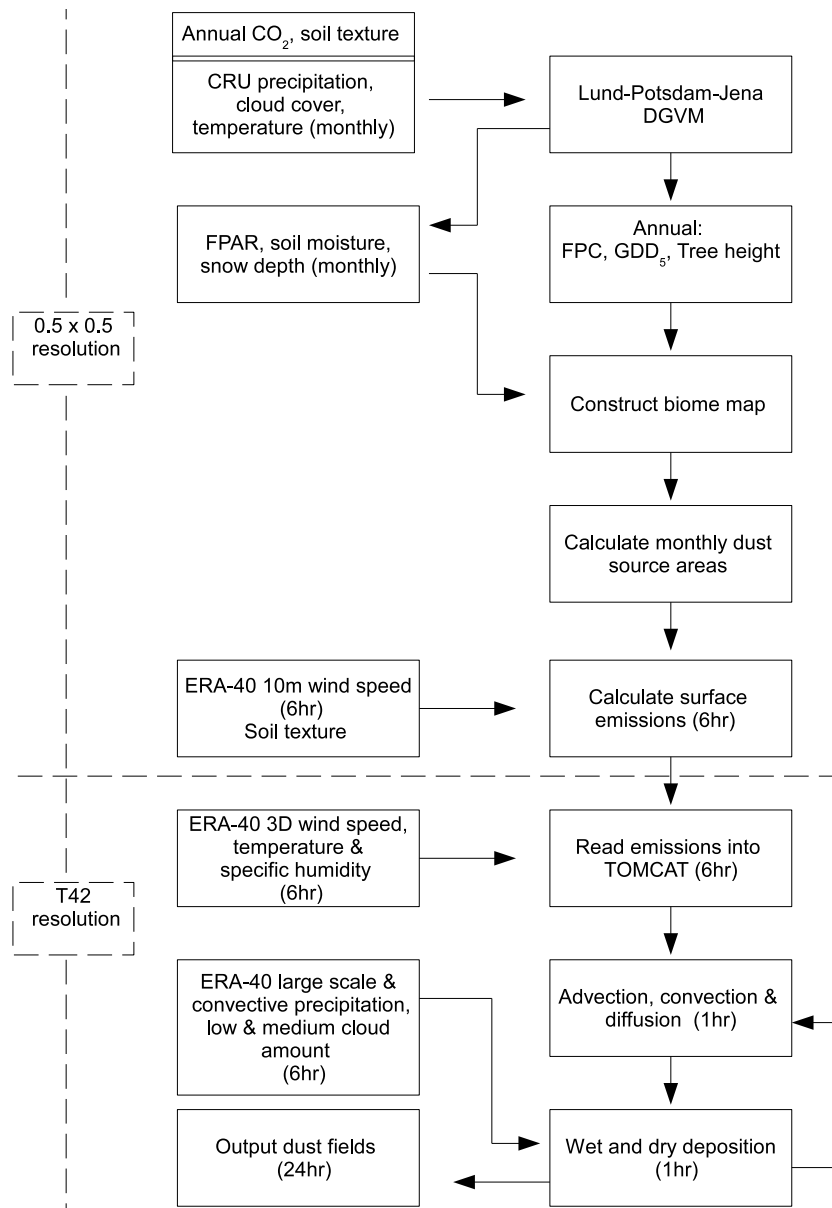 Annual CO2, soil texture
CRU precipitation,
cloud cover,
temperature (monthly)
Lund-Potsdam-Jena
DGVM
FPAR, soil moisture,
snow depth (monthly)
Annual:
FPC, GDD5, Tree height
0.5 x 0.5
resolution
Construct biome map
Calculate monthly dust
source areas
ERA-40 10m wind speed
(6hr)
Soil texture
Calculate surface
emissions (6hr)
ERA-40 3D wind speed,
temperature &
specific humidity
(6hr)
Read emissions into
TOMCAT (6hr)
T42
resolution
ERA-40 large scale &
convective precipitation,
low & medium cloud
amount
(6hr)
Advection, convection &
diffusion (1hr)
Output dust fields
(24hr)
Wet and dry deposition
(1hr)